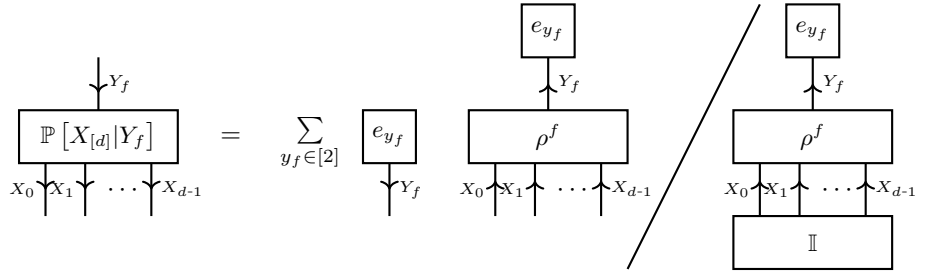 e_{y_f} e_{y_f}
Y_f Y_f Y_f
ℙ [X_{[d]}|Y_f] = ∑_{y_f∈[2]} e_{y_f} ρ^f ρ^f
X_0 X_1 ⋯ X_{d-1} Y_f X_0 X_1 ⋯ X_{d-1} X_0 X_1 ⋯ X_{d-1}
𝕀